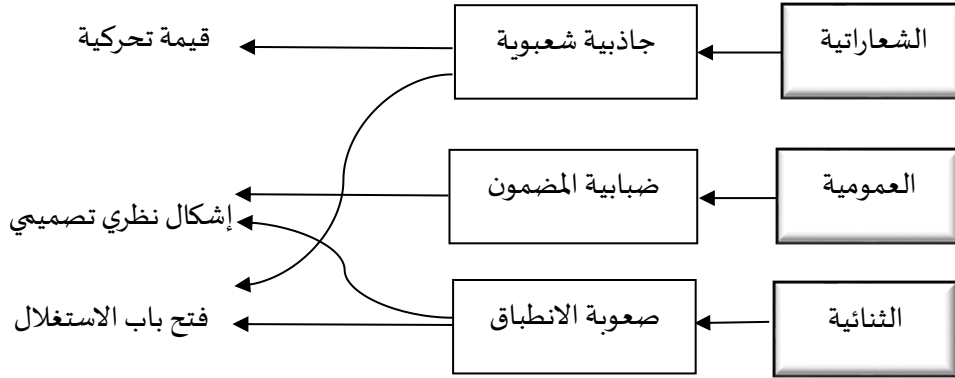 الشعاراتية
جاذبية شعبوية
قيمة تحركية
العمومية
ضبابية المضمون
إشكال نظري تصميمي
الثنائية
صعوبة الانطباق
فتح باب الاستغلال